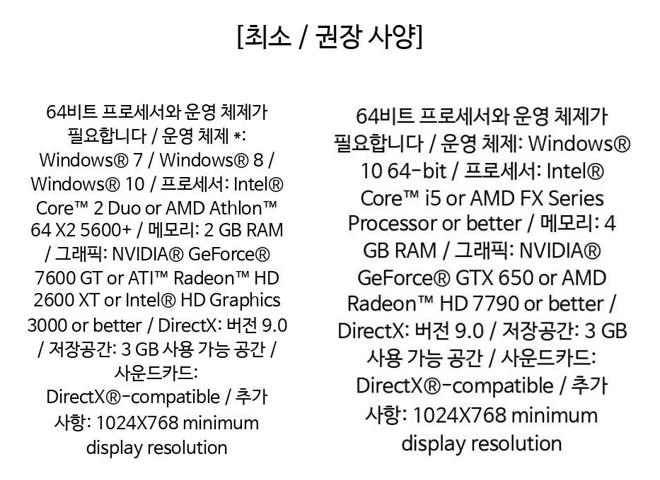 [최소 / 권장 사양]
64비트 프로세서와 운영 체제가
필요합니다 / 운영 체제 *:
Windows® 7 / Windows® 8 /
Windows® 10 / 프로세서: Intel®
Core™ 2 Duo or AMD Athlon™
64 X2 5600+ / 메모리: 2 GB RAM
/ 그래픽: NVIDIA® GeForce®
7600 GT or ATI™ Radeon™ HD
2600 XT or Intel® HD Graphics
3000 or better / DirectX: 버전 9.0
/ 저장공간: 3 GB 사용 가능 공간 /
사운드카드:
DirectX®-compatible / 추가
사항: 1024X768 minimum
display resolution
64비트 프로세서와 운영 체제가
필요합니다 / 운영 체제: Windows®
10 64-bit / 프로세서: Intel®
Core™ i5 or AMD FX Series
Processor or better / 메모리: 4
GB RAM / 그래픽: NVIDIA®
GeForce® GTX 650 or AMD
Radeon™ HD 7790 or better /
DirectX: 버전 9.0 / 저장공간: 3 GB
사용 가능 공간 / 사운드카드:
DirectX®-compatible / 추가
사항: 1024X768 minimum
display resolution